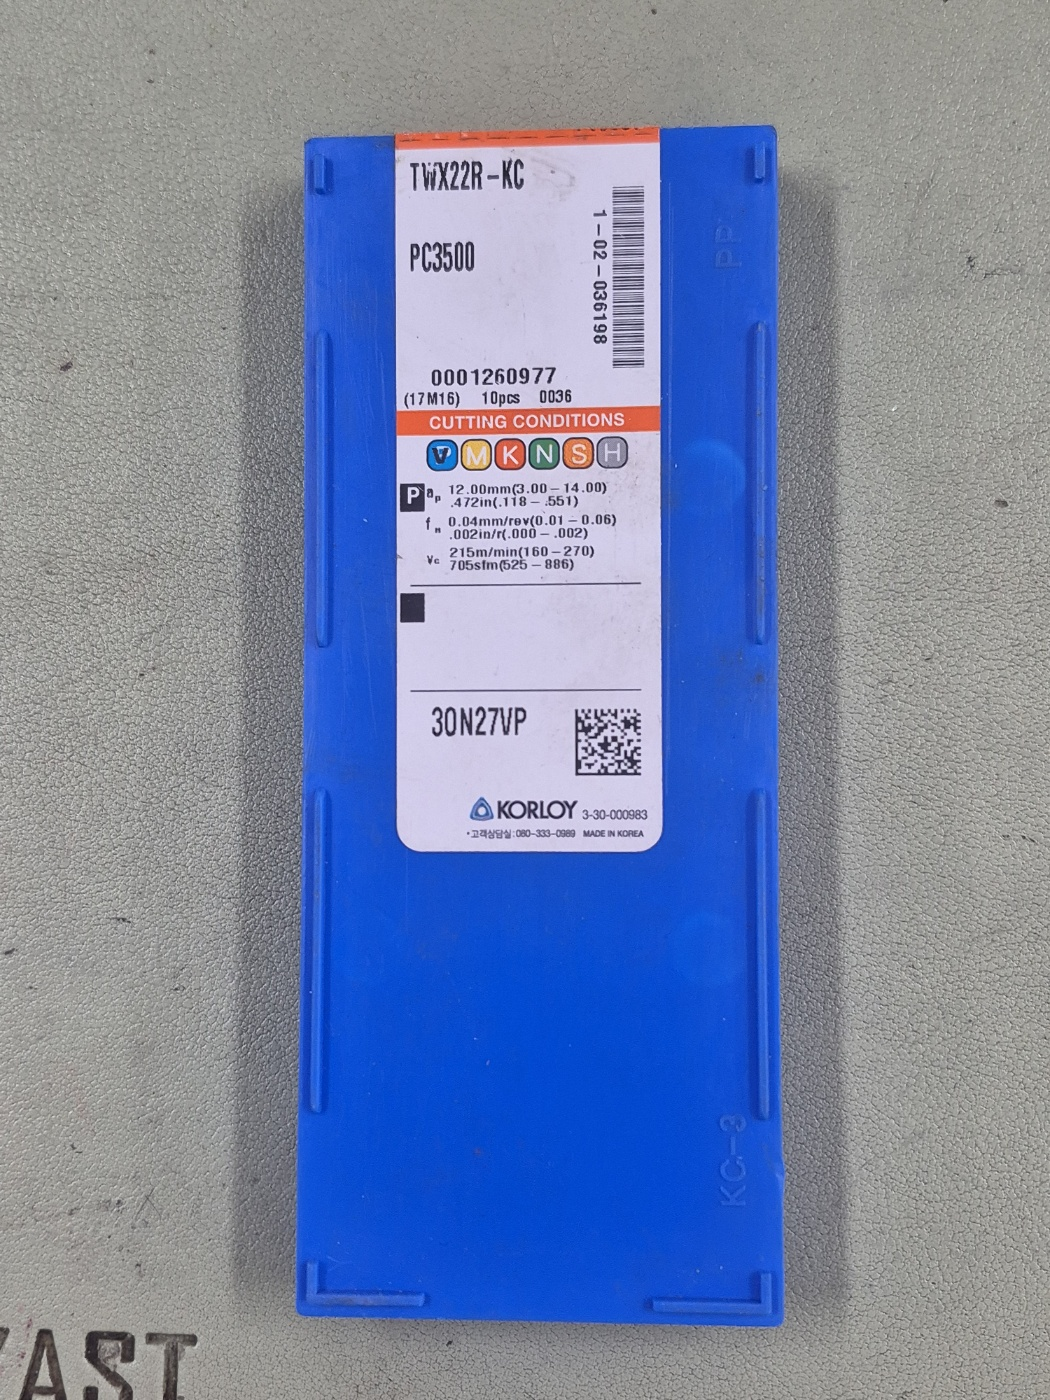 TWX22R-KC
PC3500
1-02-036198
0001260977
(17M16) 10pcs 0036
CUTTING CONDITIONS
M K N S H
P ap 12.00mm(3.00-14.00)
.472in(.118-.551)
fn 0.04mm/rev(0.01-0.06)
.002in/r(.000-.002)
vc 215m/min(160-270)
705sfm(525-886)
30N27VP
KORLOY 3-30-000983
•고객상담실:080-333-0989 MADE IN KOREA
PP
KC-3